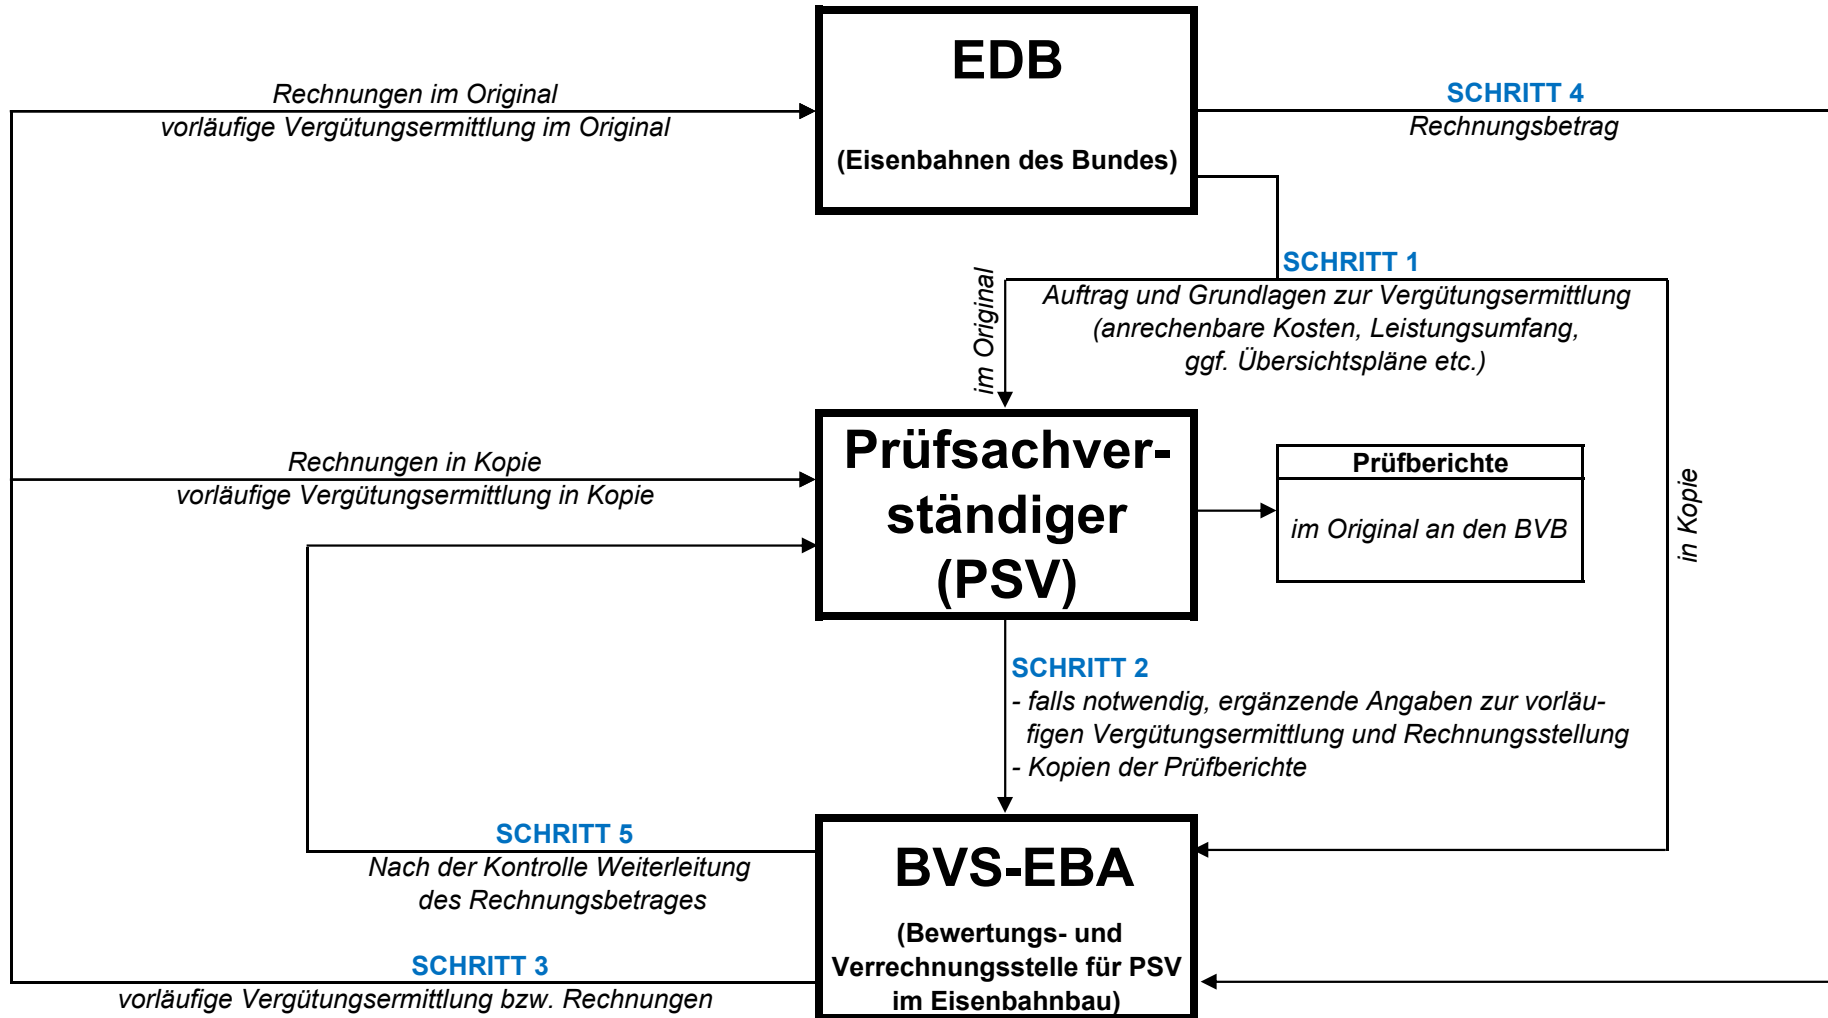 EDB
(Eisenbahnen des Bundes)
Rechnungen im Original
vorläufige Vergütungsermittlung im Original
SCHRITT 4
Rechnungsbetrag
SCHRITT 1
Auftrag und Grundlagen zur Vergütungsermittlung
(anrechenbare Kosten, Leistungsumfang,
ggf. Übersichtspläne etc.)
im Original
in Kopie
Prüfsachver-
ständiger
(PSV)
Rechnungen in Kopie
vorläufige Vergütungsermittlung in Kopie
Prüfberichte
im Original an den BVB
SCHRITT 2
- falls notwendig, ergänzende Angaben zur vorläu-
figen Vergütungsermittlung und Rechnungsstellung
- Kopien der Prüfberichte
SCHRITT 5
Nach der Kontrolle Weiterleitung
des Rechnungsbetrages
BVS-EBA
(Bewertungs- und
Verrechnungsstelle für PSV
im Eisenbahnbau)
SCHRITT 3
vorläufige Vergütungsermittlung bzw. Rechnungen